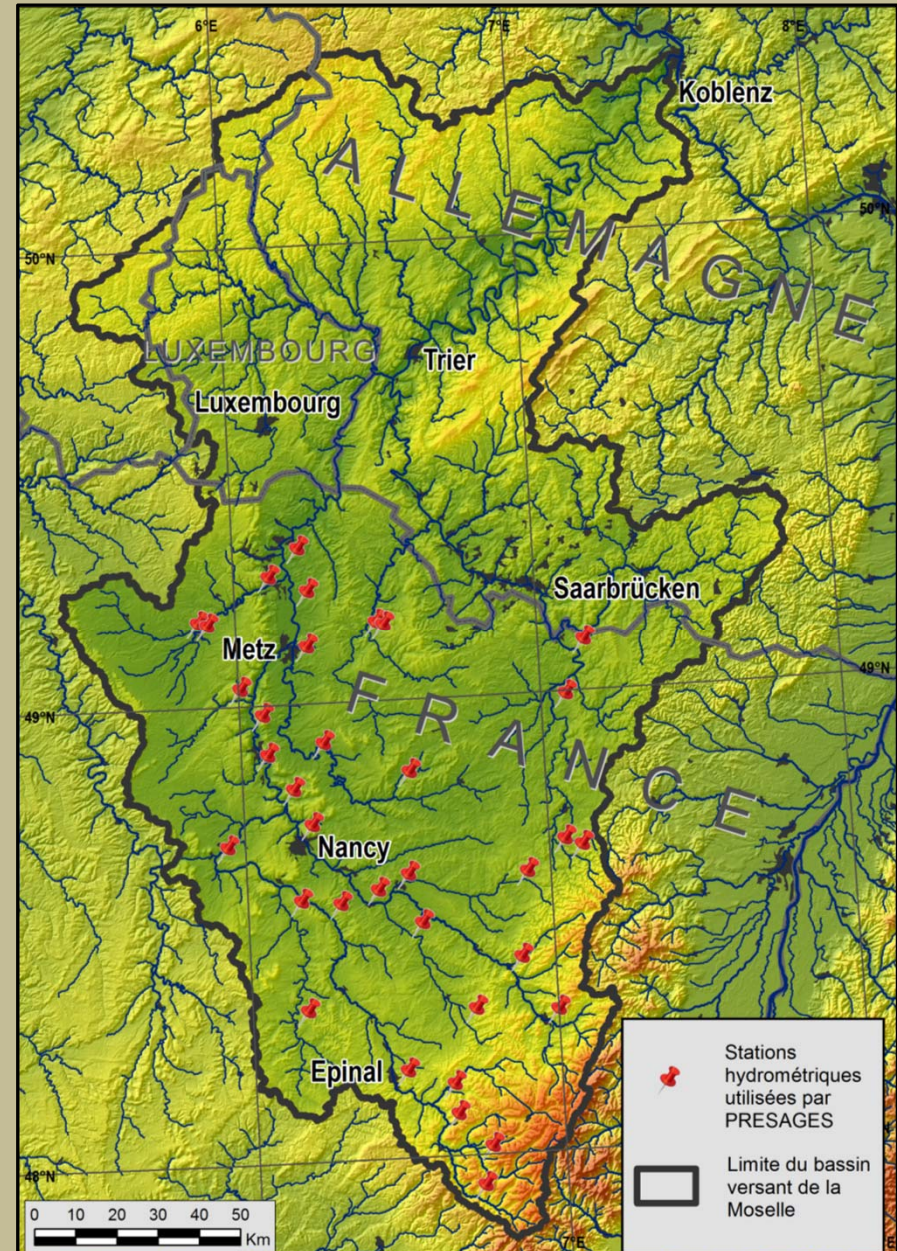 6°E
7°E
8°E
Koblenz
ALLEMAGNE
50°N
50°N
LUXEMBOURG
Trier
Luxembourg
Saarbrücken
Metz
49°N
FRANCE
49°N
Nancy
Epinal
48°N
7°E
Stations
hydrométriques
utilisées par
PRESAGES
Limite du bassin
versant de la
Moselle
0 10 20 30 40 50
Km